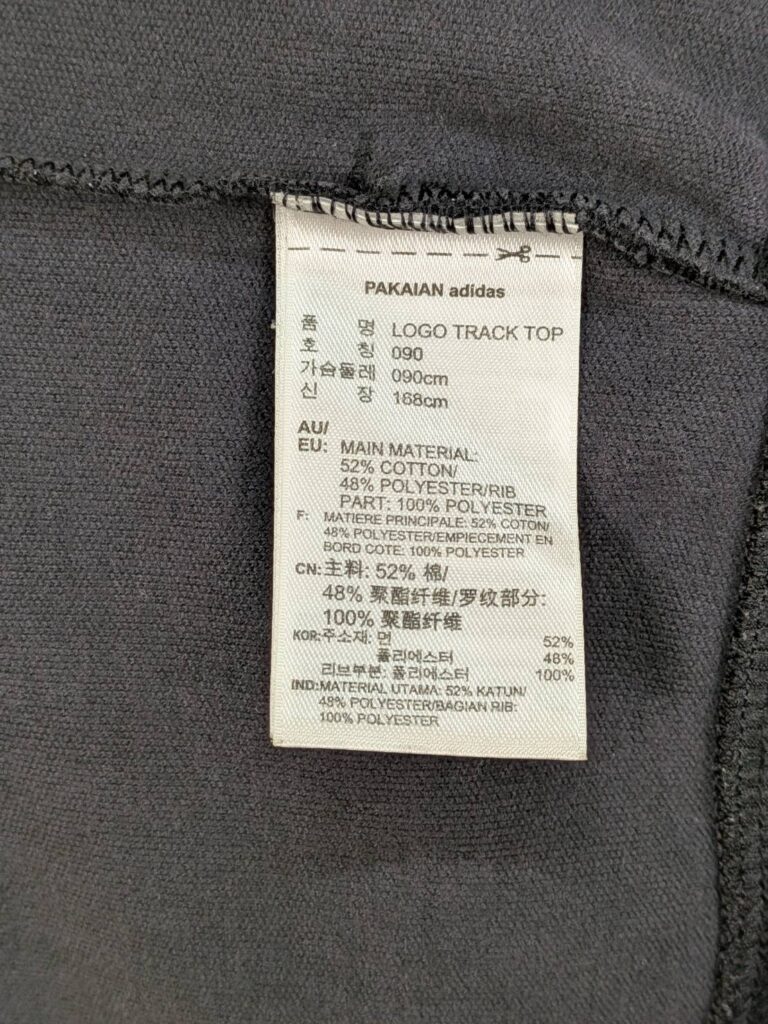 PAKAIAN adidas
품 명 LOGO TRACK TOP
호 칭 090
가슴둘레 090cm
신 장 168cm
AU/
EU: MAIN MATERIAL:
52% COTTON/
48% POLYESTER/RIB
PART: 100% POLYESTER
F: MATIERE PRINCIPALE: 52% COTON/
48% POLYESTER/EMPIECEMENT EN
BORD COTE: 100% POLYESTER
CN:主料: 52% 棉/
48% 聚酯纤维/罗纹部分:
100% 聚酯纤维
KOR:주소재: 면 52%
폴리에스터 48%
리브부분: 폴리에스터 100%
IND:MATERIAL UTAMA: 52% KATUN/
48% POLYESTER/BAGIAN RIB:
100% POLYESTER